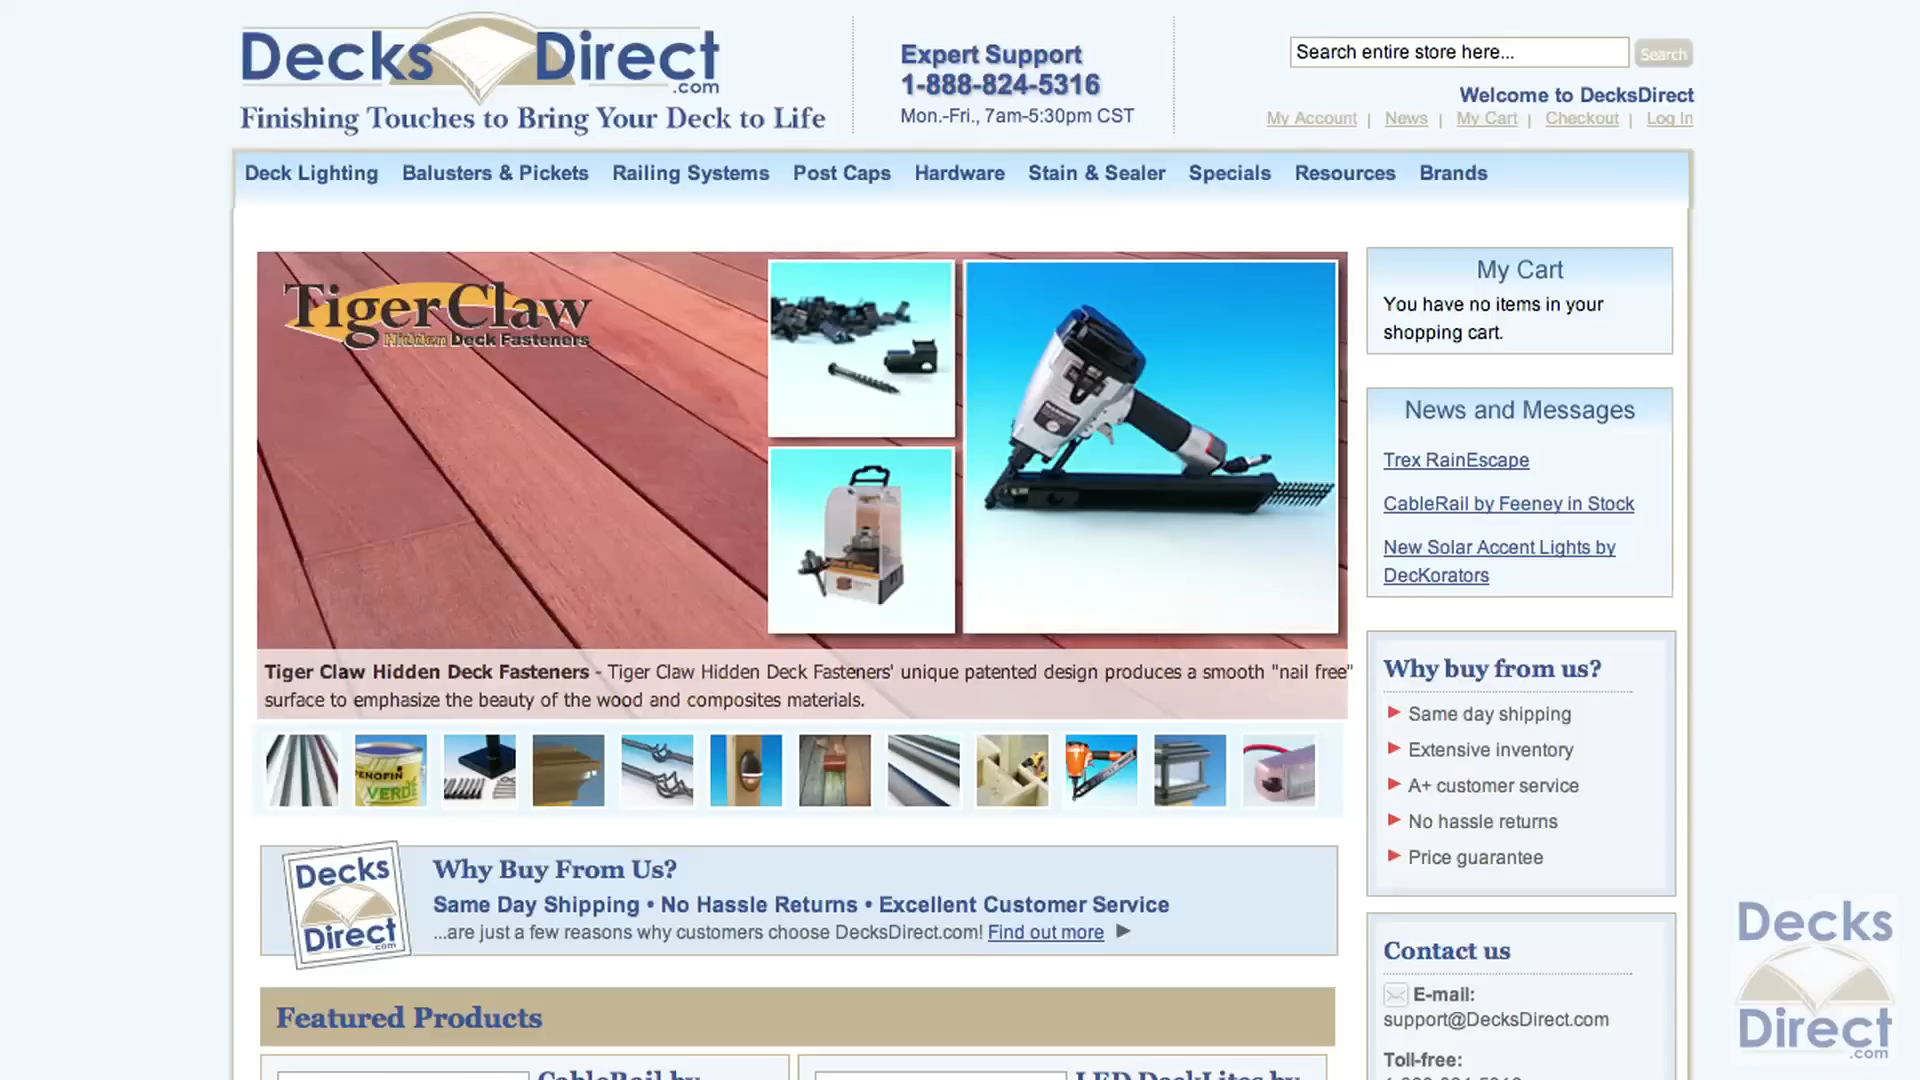 Decks Direct
.com
Finishing Touches to Bring Your Deck to Life
Expert Support
1-888-824-5316
Mon.-Fri., 7am-5:30pm CST
Search entire store here...
Search
Welcome to DecksDirect
My Account | News | My Cart | Checkout | Log In
Deck Lighting Balusters & Pickets Railing Systems Post Caps Hardware Stain & Sealer Specials Resources Brands
TigerClaw
Hidden Deck Fasteners
Tiger Claw Hidden Deck Fasteners - Tiger Claw Hidden Deck Fasteners' unique patented design produces a smooth "nail free"
surface to emphasize the beauty of the wood and composites materials.
PENOFIN
VERDE
My Cart
You have no items in your
shopping cart.
News and Messages
Trex RainEscape
CableRail by Feeney in Stock
New Solar Accent Lights by
DecKorators
Why buy from us?
Same day shipping
Extensive inventory
A+ customer service
No hassle returns
Price guarantee
Decks
Direct
.com
Why Buy From Us?
Same Day Shipping • No Hassle Returns • Excellent Customer Service
...are just a few reasons why customers choose DecksDirect.com! Find out more
Featured Products
CableRail by
LED DeckLites by
Contact us
E-mail:
support@DecksDirect.com
Toll-free:
Decks
Direct
.com